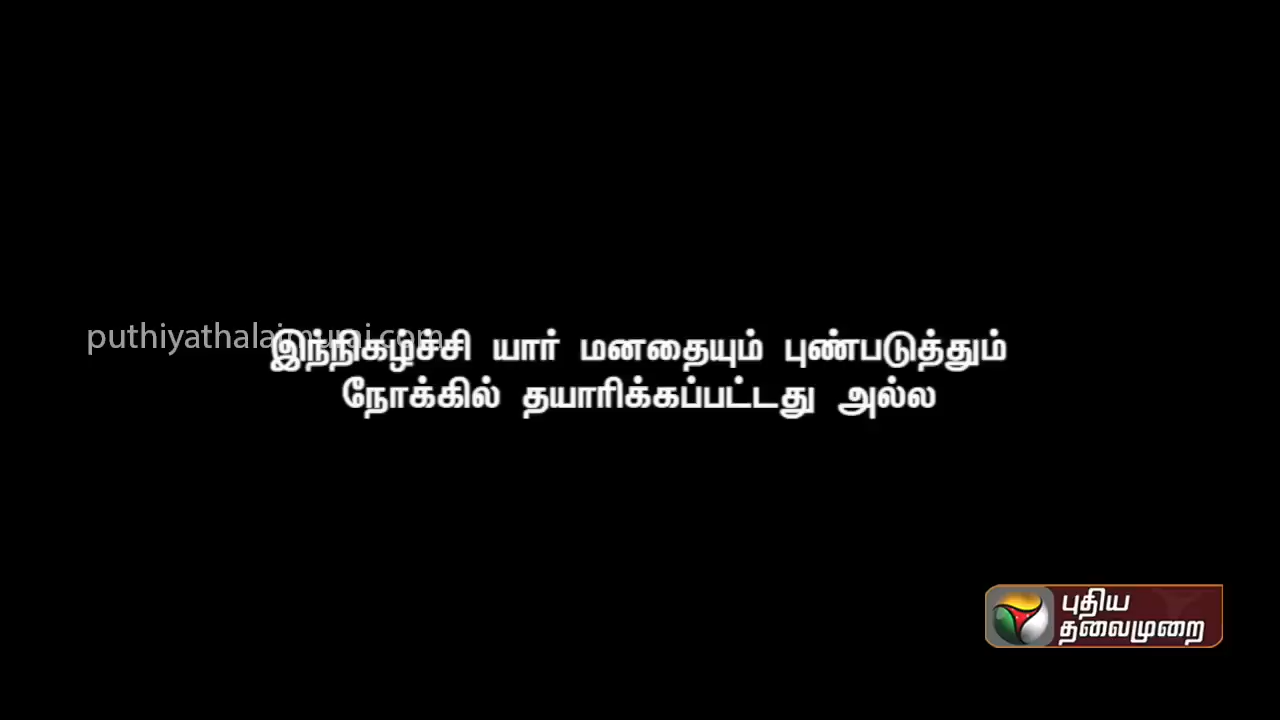 puthiyathalaimurai.com
இந்நிகழ்ச்சி யார் மனதையும் புண்படுத்தும்
நோக்கில் தயாரிக்கப்பட்டது அல்ல
புதிய
தலைமுறை